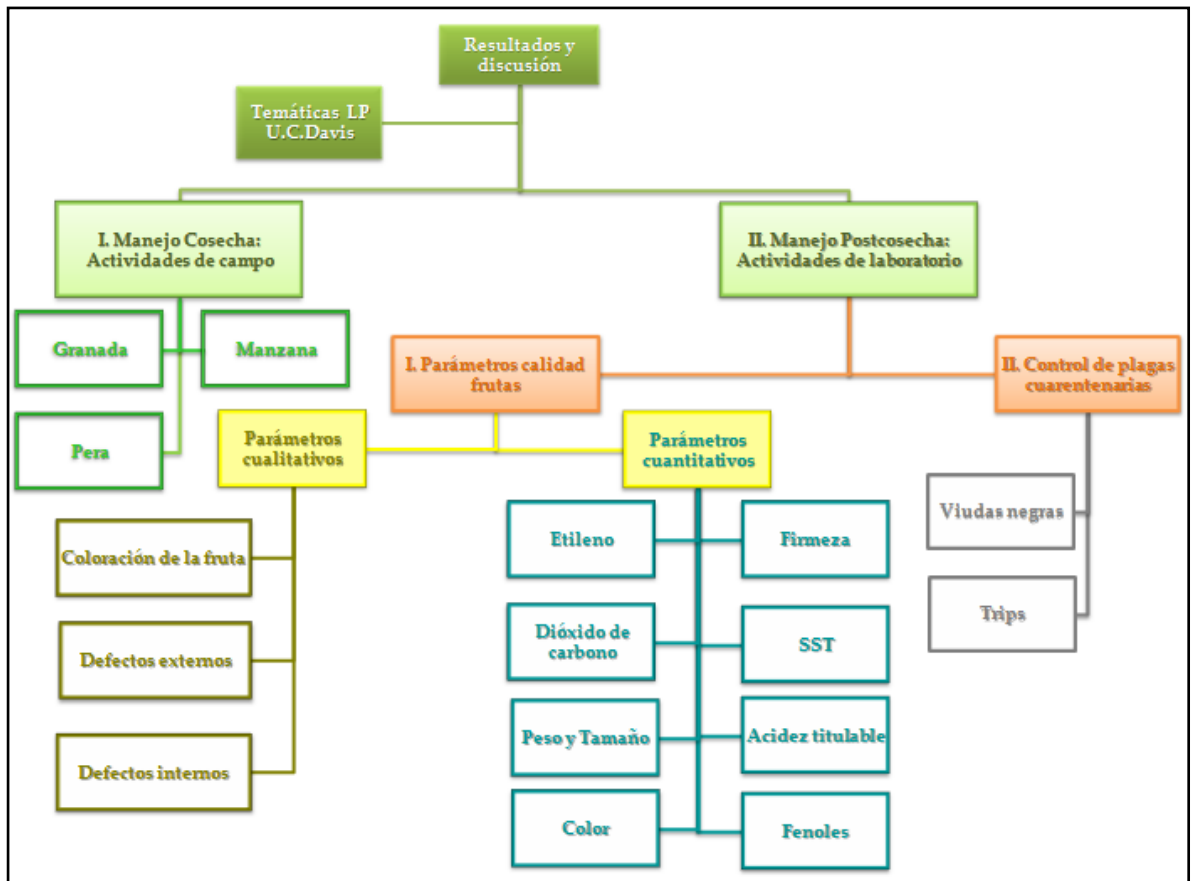 Resultados y
discusión
Temáticas LP
U.C.Davis
I. Manejo Cosecha:
Actividades de campo
II. Manejo Postcosecha:
Actividades de laboratorio
Granada
Manzana
Pera
I. Parámetros calidad
frutas
II. Control de plagas
cuarentenarias
Parámetros
cualitativos
Parámetros
cuantitativos
Coloración de la fruta
Defectos externos
Defectos internos
Etileno
Firmeza
Dióxido de
carbono
SST
Peso y Tamaño
Acidez titulable
Color
Fenoles
Viudas negras
Trips